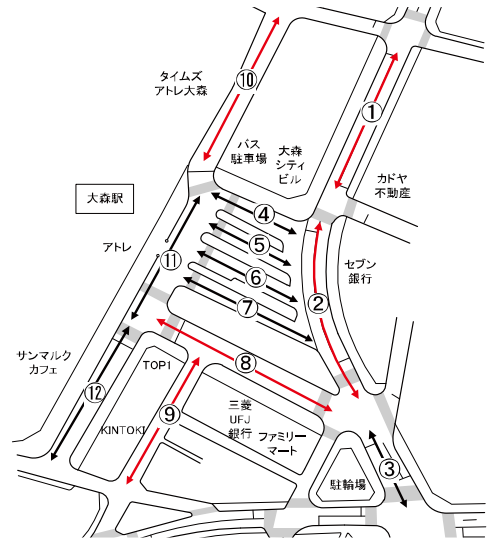 ⑩
タイムズ
アトレ大森
①
バス
駐車場
大森
シティ
ビル
カドヤ
不動産
大森駅
④
アトレ
⑤
⑪
⑥
セブン
銀行
②
⑦
サンマルク
カフェ
TOP1
⑧
⑫
⑨
KINTOKI
三菱
UFJ
銀行
ファミリー
マート
③
駐輪場